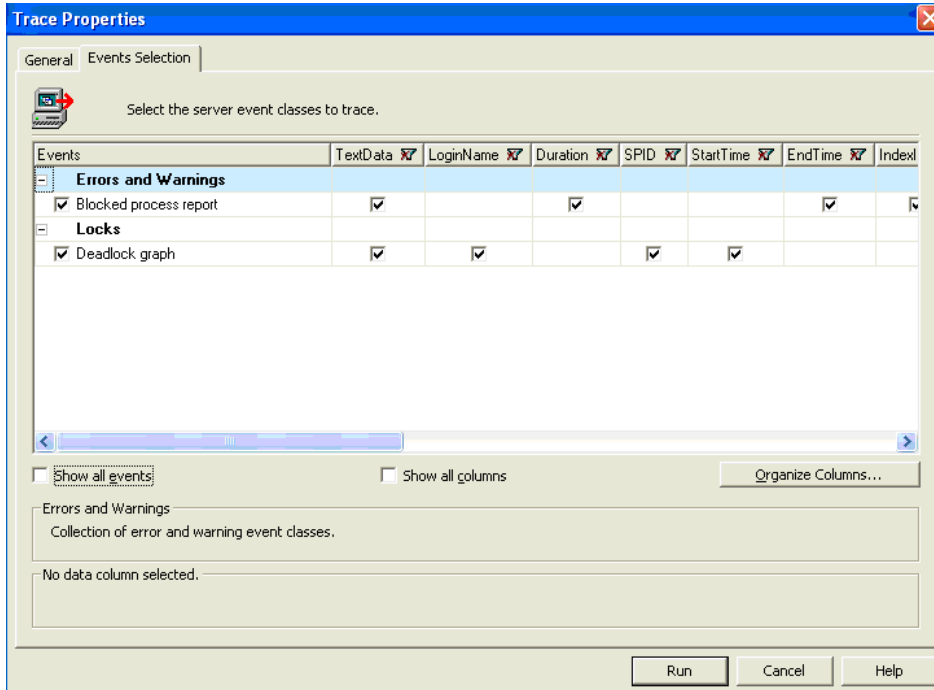 Trace Properties
General Events Selection
Select the server event classes to trace.
Events TextData LoginName Duration SPID StartTime EndTime IndexI
Errors and Warnings
Blocked process report
Locks
Deadlock graph
Show all events Show all columns Organize Columns...
Errors and Warnings
Collection of error and warning event classes.
No data column selected.
Run Cancel Help